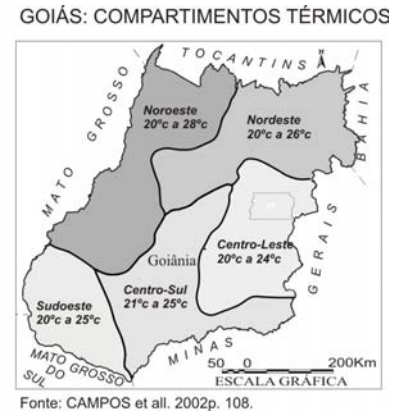 GOIÁS: COMPARTIMENTOS TÉRMICOS
TOCANTINS
N
MATO GROSSO
BAHIA
Noroeste
20°c a 28°c
Nordeste
20°c a 26°c
Centro-Leste
20°c a 24°c
Goiânia
Centro-Sul
21°c a 25°c
Sudoeste
20°c a 25°c
GERAIS
MINAS
MATO GROSSO
DO
SUL
50 0 200Km
ESCALA GRÁFICA
Fonte: CAMPOS et all. 2002p. 108.